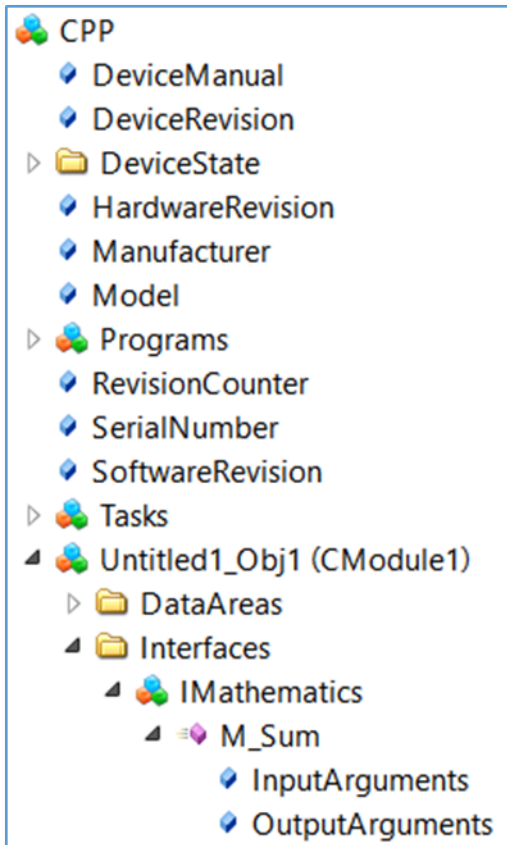 CPP
DeviceManual
DeviceRevision
DeviceState
HardwareRevision
Manufacturer
Model
Programs
RevisionCounter
SerialNumber
SoftwareRevision
Tasks
Untitled1_Obj1 (CModule1)
DataAreas
Interfaces
IMathematics
M_Sum
InputArguments
OutputArguments